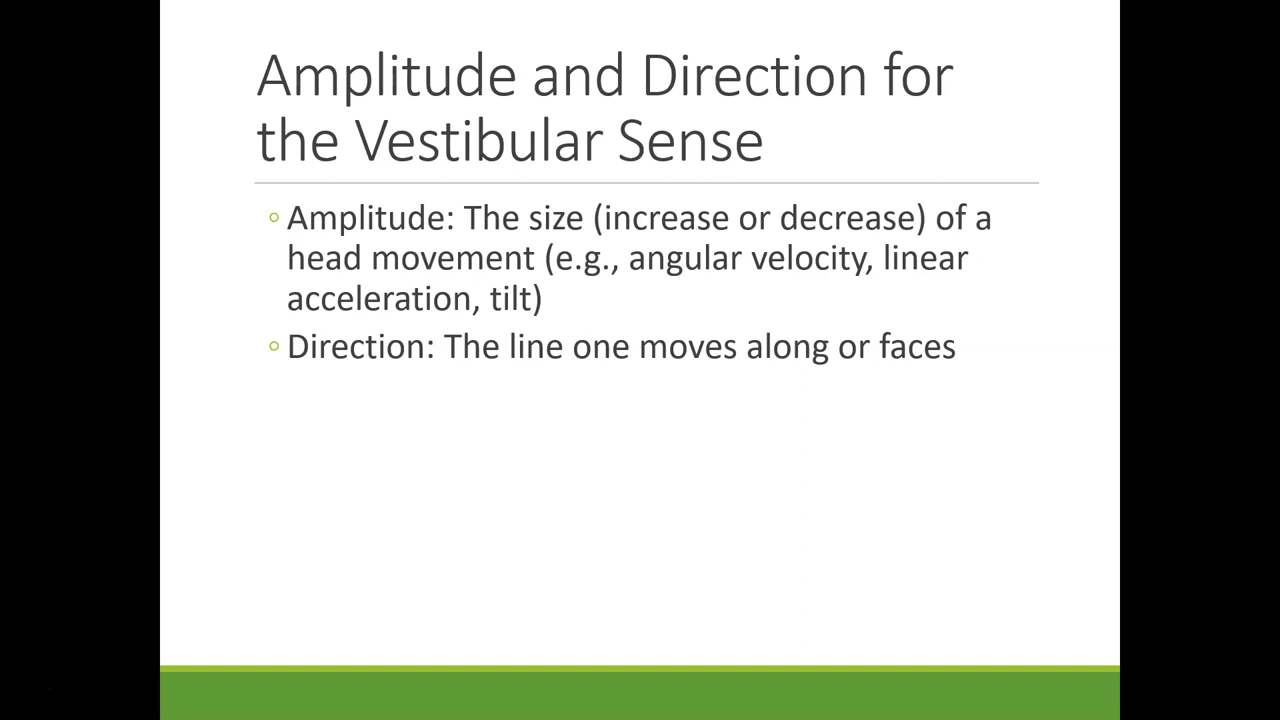 Amplitude and Direction for
the Vestibular Sense
◦ Amplitude: The size (increase or decrease) of a
head movement (e.g., angular velocity, linear
acceleration, tilt)
◦ Direction: The line one moves along or faces